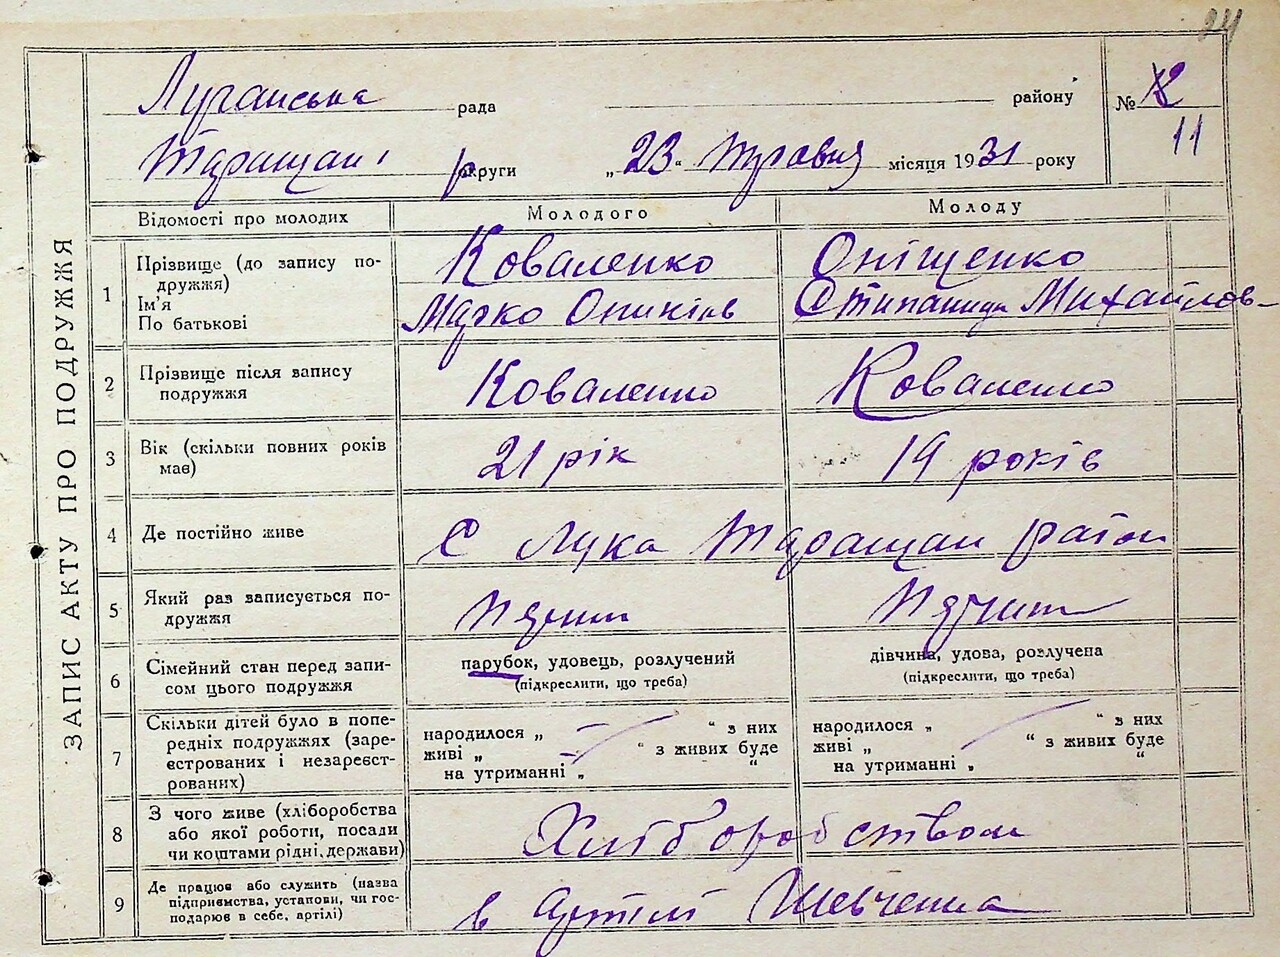 24
ЗАПИС АКТУ ПРО ПОДРУЖЖЯ
рада району № 8
11
Таращан р округи „23“ травня місяця 1931 року
Відомості про молодих Молодого Молоду
1 Прізвище (до запису подружжя) Коваленко Оніщенко
Ім'я
По батькові Марко Михайлов-
2 Прізвище після запису подружжя Коваленко Коваленко
3 Вік (скільки повних років має) 21 рік 19 років
4 Де постійно живе с Лука Таращан район
5 Який раз записується подружжя
6 Сімейний стан перед записом цього подружжя парубок, удовець, розлучений дівчина, удова, розлучена
(підкреслити, що треба) (підкреслити, що треба)
7 Скільки дітей було в попередніх подружжях (зареєстрованих і незареєстрованих)
народилося „ — “ з них народилося „ “ з них
живі „ — “ з живих буде живі „ “ з живих буде
на утриманні „ “ на утриманні „ “
8 З чого живе (хліборобства або якої роботи, посади чи коштами рідні, держави) Хліборобством
9 Де працює або служить (назва підприємства, установи, чи господарює в себе, артілі) в Артілі Шевченка